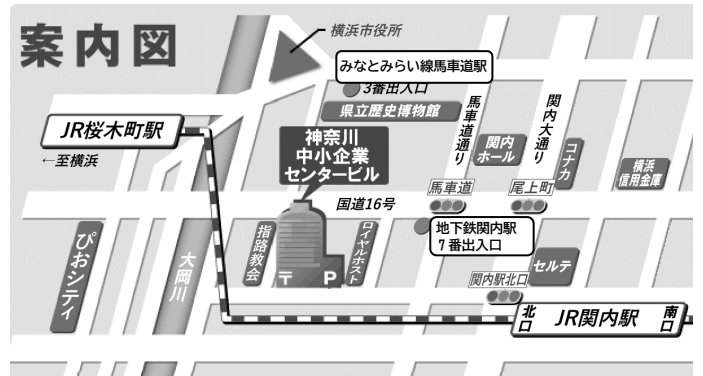 案内図
横浜市役所
みなとみらい線馬車道駅
3番出入口
県立歴史博物館
馬車道通り
関内大通り
JR桜木町駅
←至横浜
神奈川
中小企業
センタービル
関内
ホール
コナカ
横浜
信用金庫
馬車道
尾上町
国道16号
地下鉄関内駅
7番出入口
ぴおシティ
大岡川
指路教会
ロイヤルホスト
〒
P
セルテ
関内駅北口
北口
JR関内駅
南口